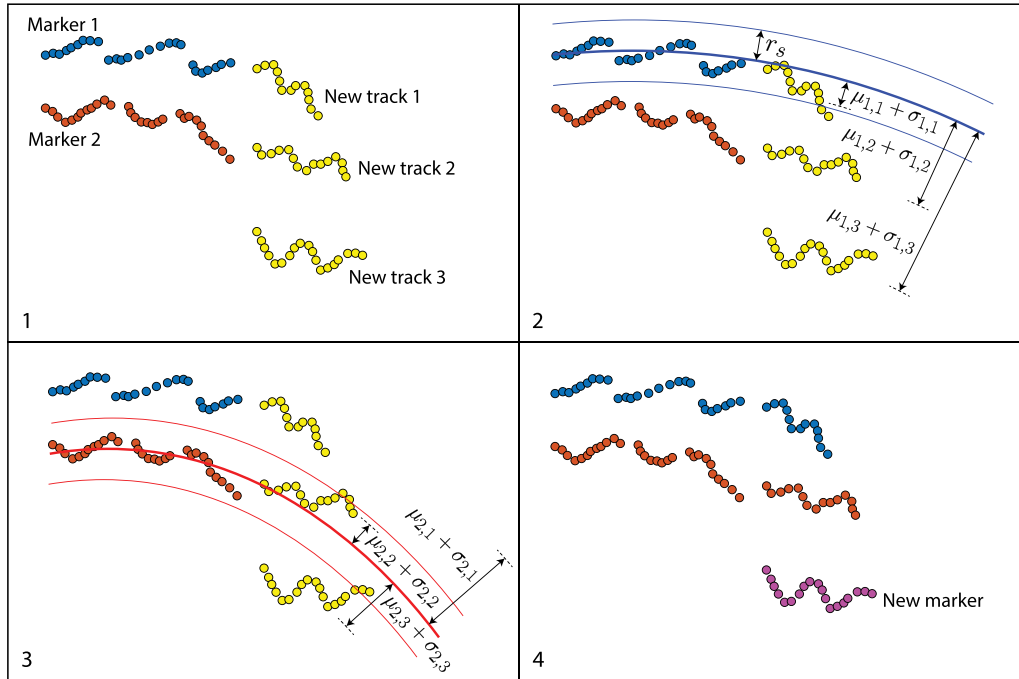 Marker 1
New track 1
Marker 2
New track 2
New track 3
1
r_s
μ_{1,1} + σ_{1,1}
μ_{1,2} + σ_{1,2}
μ_{1,3} + σ_{1,3}
2
μ_{2,1} + σ_{2,1}
μ_{2,2} + σ_{2,2}
μ_{2,3} + σ_{2,3}
3
New marker
4